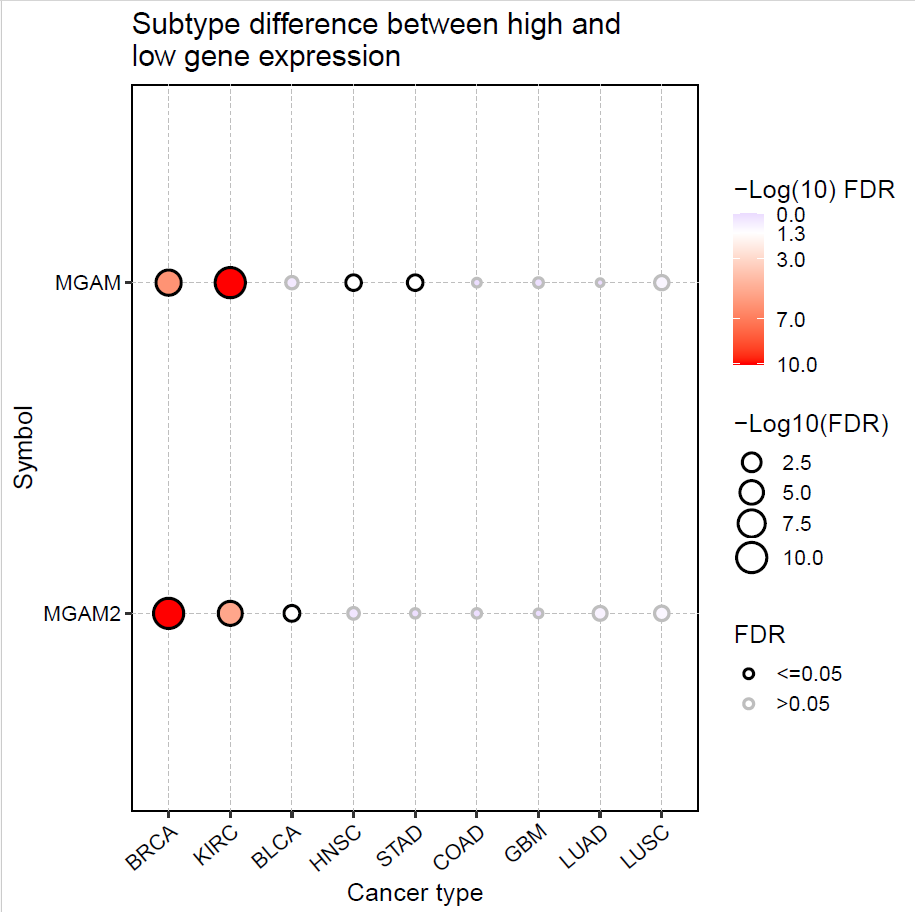 Subtype difference between high and
low gene expression
MGAM
MGAM2
Symbol
BRCA
KIRC
BLCA
HNSC
STAD
COAD
GBM
LUAD
LUSC
Cancer type
−Log(10) FDR
0.0
1.3
3.0
7.0
10.0
−Log10(FDR)
2.5
5.0
7.5
10.0
FDR
<=0.05
>0.05